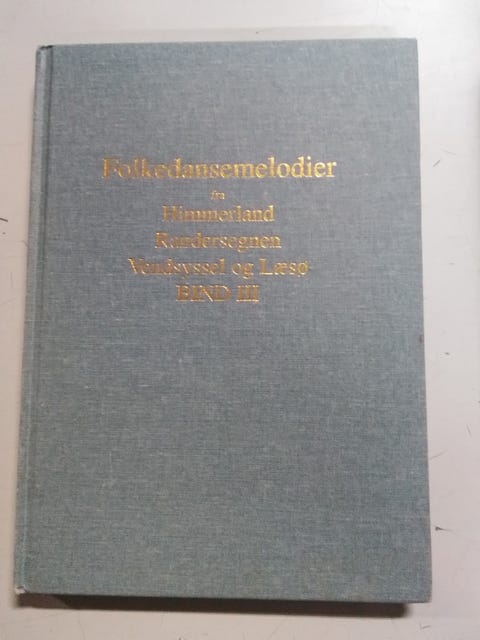 Folkedansemelodier
fra
Himmerland
Randersegnen
Vendsyssel og Læsø
BIND III